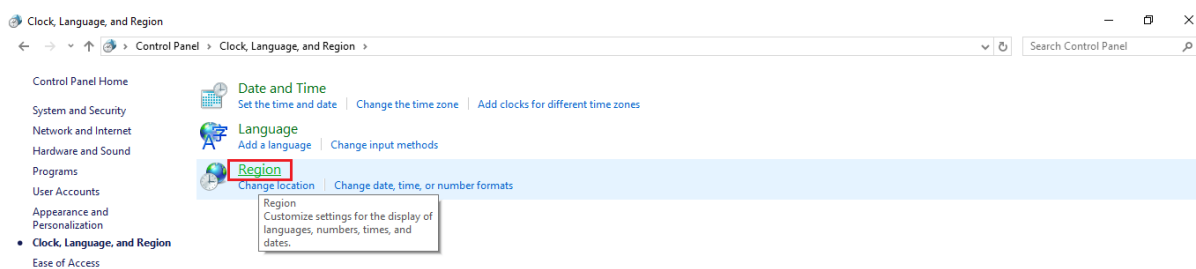 Clock, Language, and Region
Control Panel > Clock, Language, and Region >
Search Control Panel
Control Panel Home
System and Security
Network and Internet
Hardware and Sound
Programs
User Accounts
Appearance and
Personalization
Clock, Language, and Region
Ease of Access
Date and Time
Set the time and date | Change the time zone | Add clocks for different time zones
Language
Add a language | Change input methods
Region
Change location | Change date, time, or number formats
Region
Customize settings for the display of
languages, numbers, times, and
dates.